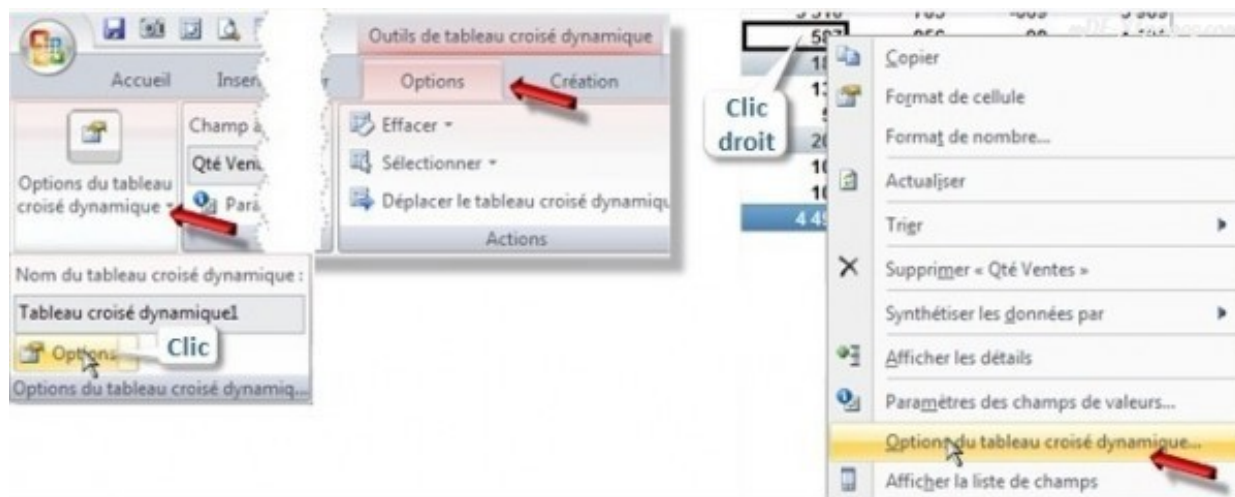 Outils de tableau croisé dynamique
Accueil
Options
Création
Options du tableau
croisé dynamique
Champ
Qté
Effacer
Sélectionner
Déplacer le tableau croisé
Actions
Nom du tableau croisé dynamique :
Tableau croisé dynamique1
Options
Clic
Options du tableau croisé dynamiq...
587
Clic
droit
Copier
Format de cellule
Format de nombre...
Actualiser
Trier
Supprimer « Qté Ventes »
Synthétiser les données par
Afficher les détails
Paramètres des champs de valeurs...
Options du tableau croisé dynamique...
Afficher la liste de champs